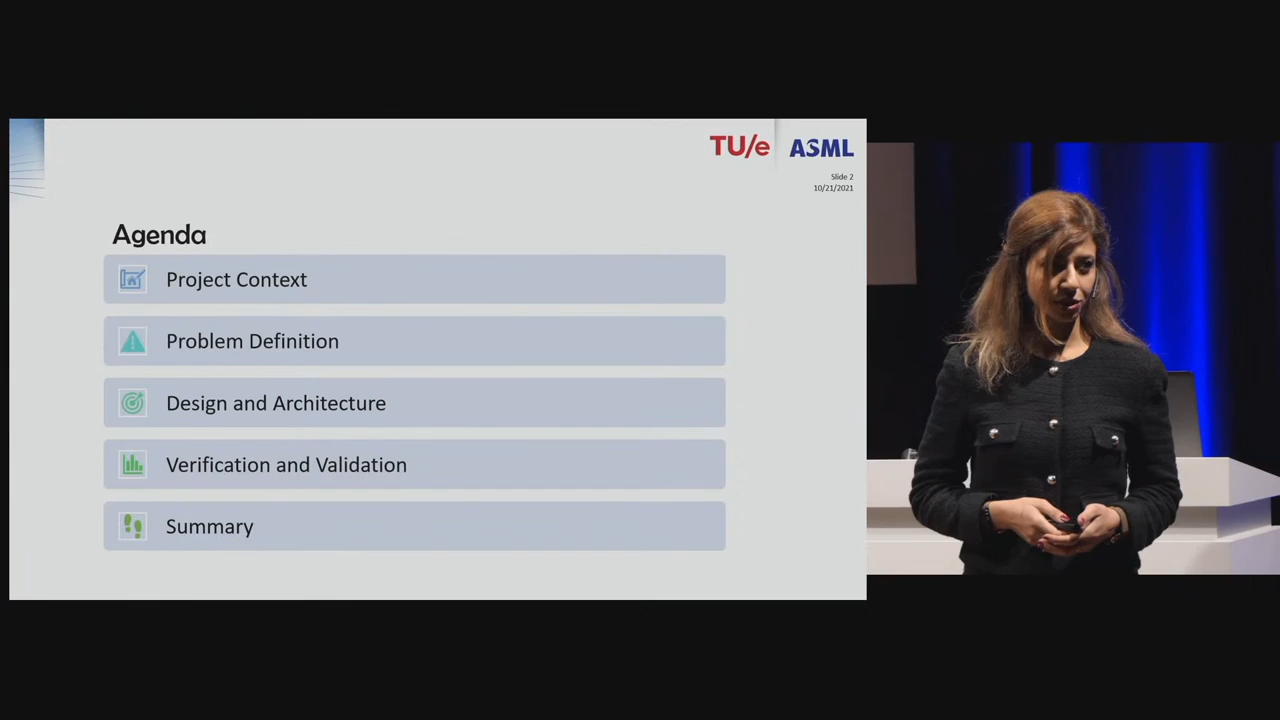 TU/e ASML
Slide 2
10/21/2021
Agenda
Project Context
Problem Definition
Design and Architecture
Verification and Validation
Summary